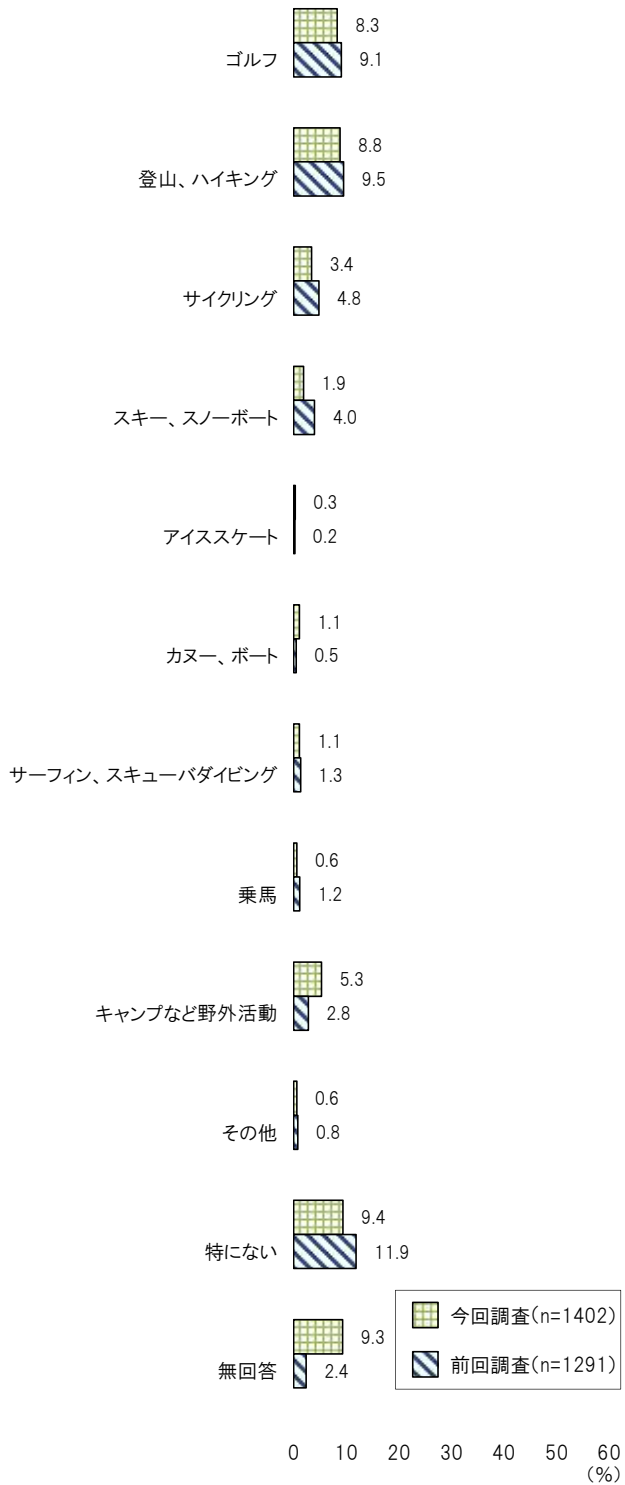 8.3
ゴルフ 9.1
8.8
登山、ハイキング 9.5
3.4
サイクリング 4.8
1.9
スキー、スノーボート 4.0
0.3
アイススケート 0.2
1.1
カヌー、ボート 0.5
1.1
サーフィン、スキューバダイビング 1.3
0.6
乗馬 1.2
5.3
キャンプなど野外活動 2.8
0.6
その他 0.8
9.4
特にない 11.9
9.3
無回答 2.4
今回調査(n=1402)
前回調査(n=1291)
0 10 20 30 40 50 60
(%)